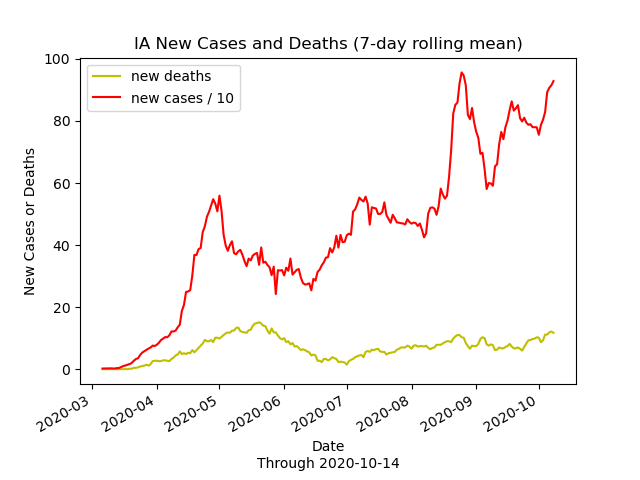 IA New Cases and Deaths (7-day rolling mean)
new deaths
new cases / 10
New Cases or Deaths
100
80
60
40
20
0
2020-03
2020-04
2020-05
2020-06
2020-07
2020-08
2020-09
2020-10
Date
Through 2020-10-14